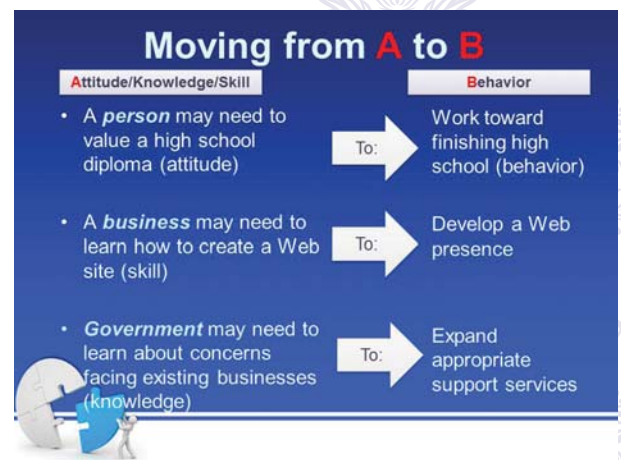 Moving from A to B
Attitude/Knowledge/Skill
Behavior
• A person may need to
value a high school
diploma (attitude)
To:
Work toward
finishing high
school (behavior)
• A business may need to
learn how to create a Web
site (skill)
To:
Develop a Web
presence
• Government may need to
learn about concerns
facing existing businesses
(knowledge)
To:
Expand
appropriate
support services